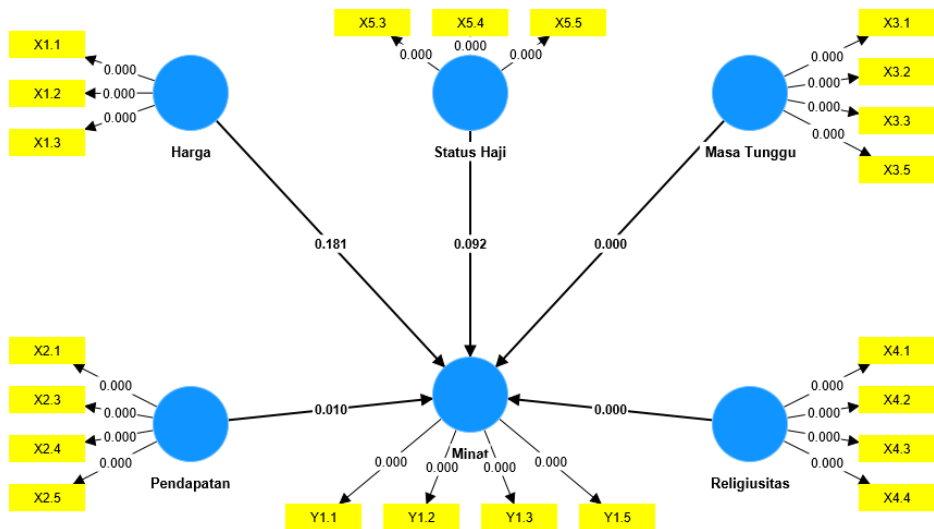 X5.3
X5.4
X5.5
X3.1
X1.1
0.000
0.000
0.000
0.000
X3.2
0.000
X1.2
0.000
0.000
X3.3
0.000
0.000
0.000
X1.3
X3.5
Harga
Status Haji
Masa Tunggu
0.181
0.092
0.000
X2.1
X4.1
0.000
0.000
X2.3
X4.2
0.000
0.010
0.000
0.000
X2.4
0.000
0.000
X4.3
0.000
Minat
0.000
X2.5
Pendapatan
0.000
0.000
0.000
0.000
Religiusitas
X4.4
Y1.1
Y1.2
Y1.3
Y1.5